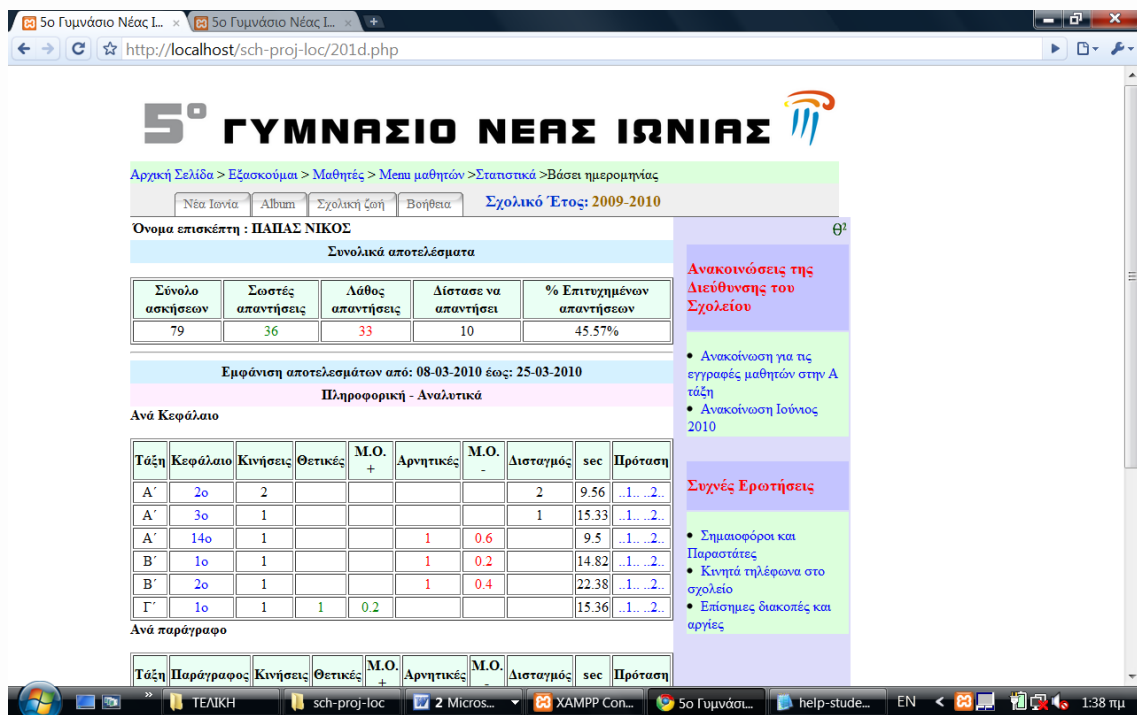 5ο Γυμνάσιο Νέας Ι... × 5ο Γυμνάσιο Νέας Ι... × +
http://localhost/sch-proj-loc/201d.php
5ο ΓΥΜΝΑΣΙΟ ΝΕΑΣ ΙΩΝΙΑΣ
Αρχική Σελίδα > Εξασκούμαι > Μαθητές > Menu μαθητών >Στατιστικά >Βάσει ημερομηνίας
Νέα Ιωνία Album Σχολική ζωή Βοήθεια Σχολικό Έτος: 2009-2010
Όνομα επισκέπτη : ΠΑΠΑΣ ΝΙΚΟΣ
Συνολικά αποτελέσματα
Σύνολο ασκήσεων Σωστές απαντήσεις Λάθος απαντήσεις Δίστασε να απαντήσει % Επιτυχημένων απαντήσεων
79 36 33 10 45.57%
Εμφάνιση αποτελεσμάτων από: 08-03-2010 έως: 25-03-2010
Πληροφορική - Αναλυτικά
Ανά Κεφάλαιο
Τάξη Κεφάλαιο Κινήσεις Θετικές Μ.Ο. + Αρνητικές Μ.Ο. - Δισταγμός sec Πρόταση
Α΄ 2ο 2 2 9.56 ..1.. ..2..
Α΄ 3ο 1 1 15.33 ..1.. ..2..
Α΄ 14ο 1 1 0.6 9.5 ..1.. ..2..
Β΄ 1ο 1 1 0.2 14.82 ..1.. ..2..
Β΄ 2ο 1 1 0.4 22.38 ..1.. ..2..
Γ΄ 1ο 1 1 0.2 15.36 ..1.. ..2..
Ανά παράγραφο
Τάξη Παράγραφος Κινήσεις Θετικές Μ.Ο. + Αρνητικές Μ.Ο. Δισταγμός sec Πρόταση
θ²
Ανακοινώσεις της
Διεύθυνσης του
Σχολείου
• Ανακοίνωση για τις
εγγραφές μαθητών στην Α
τάξη
• Ανακοίνωση Ιούνιος
2010
Συχνές Ερωτήσεις
• Σημαιοφόροι και
Παραστάτες
• Κινητά τηλέφωνα στο
σχολείο
• Επίσημες διακοπές και
αργίες
» ΤΕΛΙΚΗ sch-proj-loc 2 Micros... XAMPP Con... 5ο Γυμνάσι... help-stude... EN < 1:38 πμ